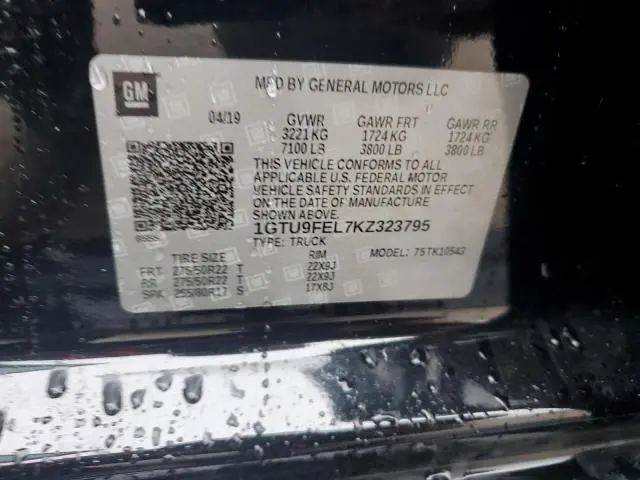 GM
MFD BY GENERAL MOTORS LLC
04/19 GVWR GAWR FRT GAWR RR
3221 KG 1724 KG 1724 KG
7100 LB 3800 LB 3800 LB
THIS VEHICLE CONFORMS TO ALL
APPLICABLE U.S. FEDERAL MOTOR
VEHICLE SAFETY STANDARDS IN EFFECT
ON THE DATE OF MANUFACTURE
SHOWN ABOVE.
1GTU9FEL7KZ323795
TYPE: TRUCK MODEL: 75TK10543
TIRE SIZE RIM
FRT 275/50R22 T 22X9J
RR 275/50R22 T 22X9J
SPA 255/80R17 S 17X8J